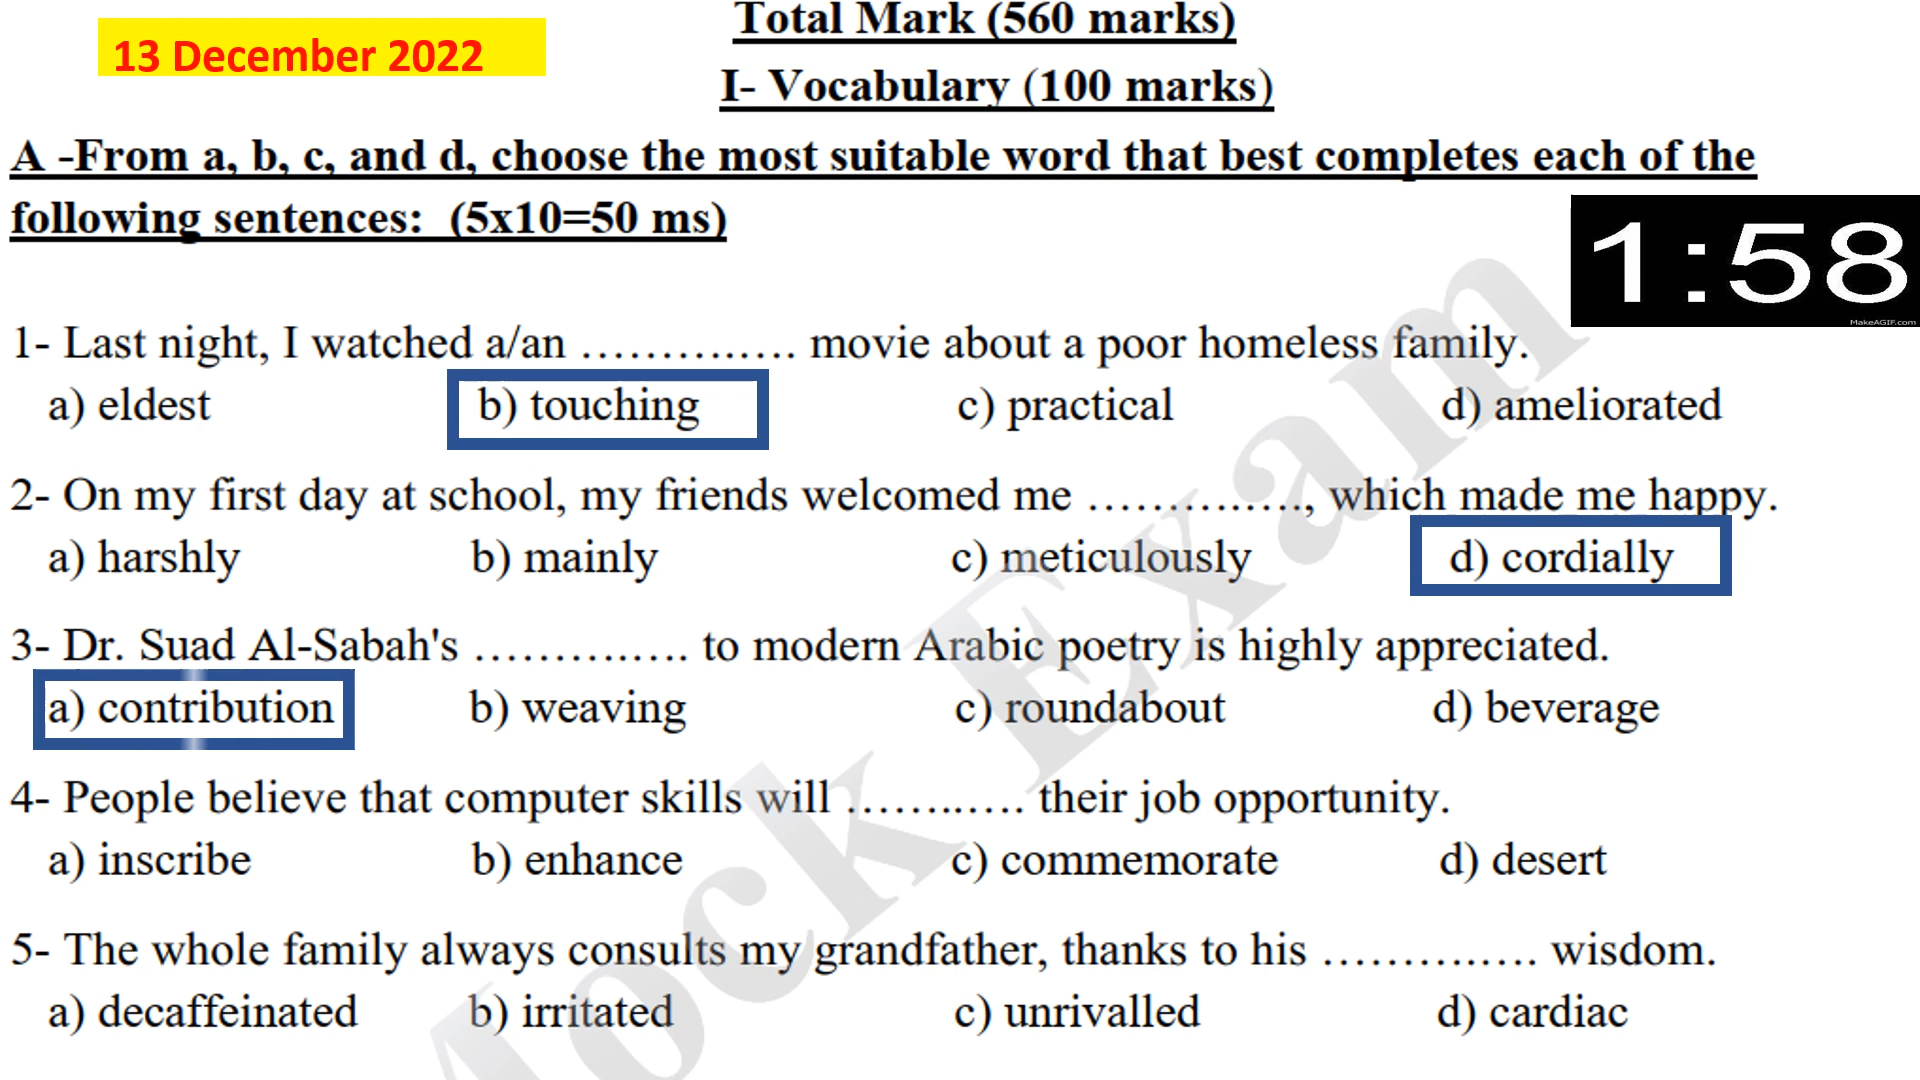 Total Mark (560 marks)
13 December 2022
I- Vocabulary (100 marks)
A -From a, b, c, and d, choose the most suitable word that best completes each of the
following sentences: (5x10=50 ms)
1:58
MakeAGIF.com
1- Last night, I watched a/an ………..…. movie about a poor homeless family.
a) eldest b) touching c) practical d) ameliorated
2- On my first day at school, my friends welcomed me ………..…., which made me happy.
a) harshly b) mainly c) meticulously d) cordially
3- Dr. Suad Al-Sabah's ………..…. to modern Arabic poetry is highly appreciated.
a) contribution b) weaving c) roundabout d) beverage
4- People believe that computer skills will ……..…. their job opportunity.
a) inscribe b) enhance c) commemorate d) desert
5- The whole family always consults my grandfather, thanks to his ………..…. wisdom.
a) decaffeinated b) irritated c) unrivalled d) cardiac
Mock Exam